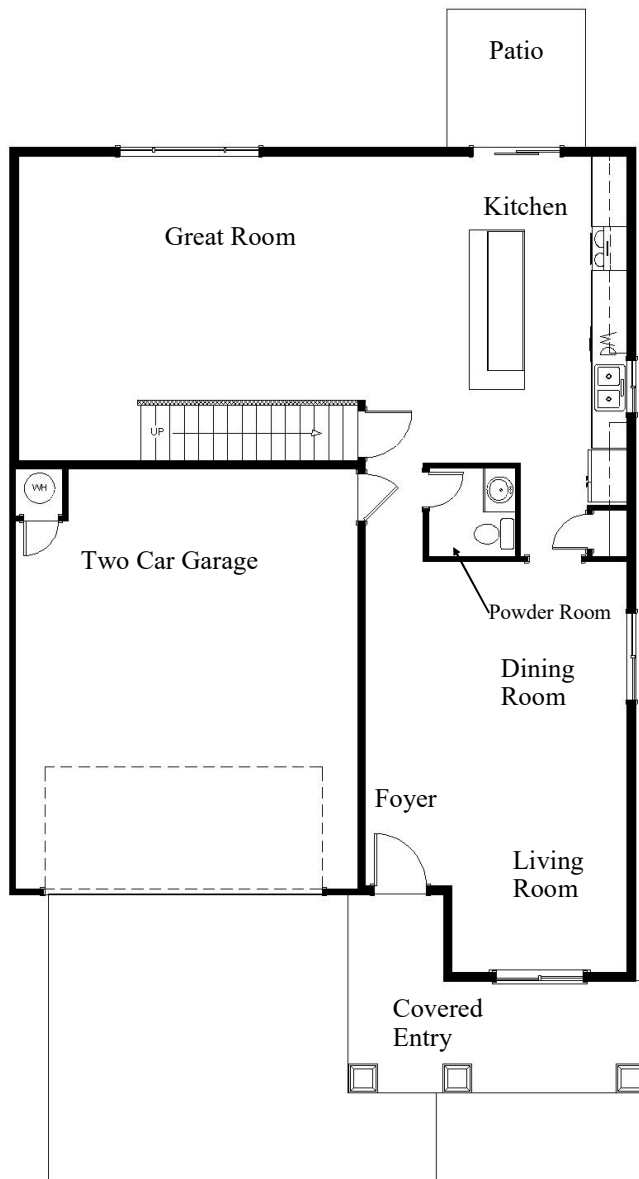 Patio
Kitchen
Great Room
UP
WH
Two Car Garage
Powder Room
Dining
Room
Foyer
Living
Room
Covered
Entry